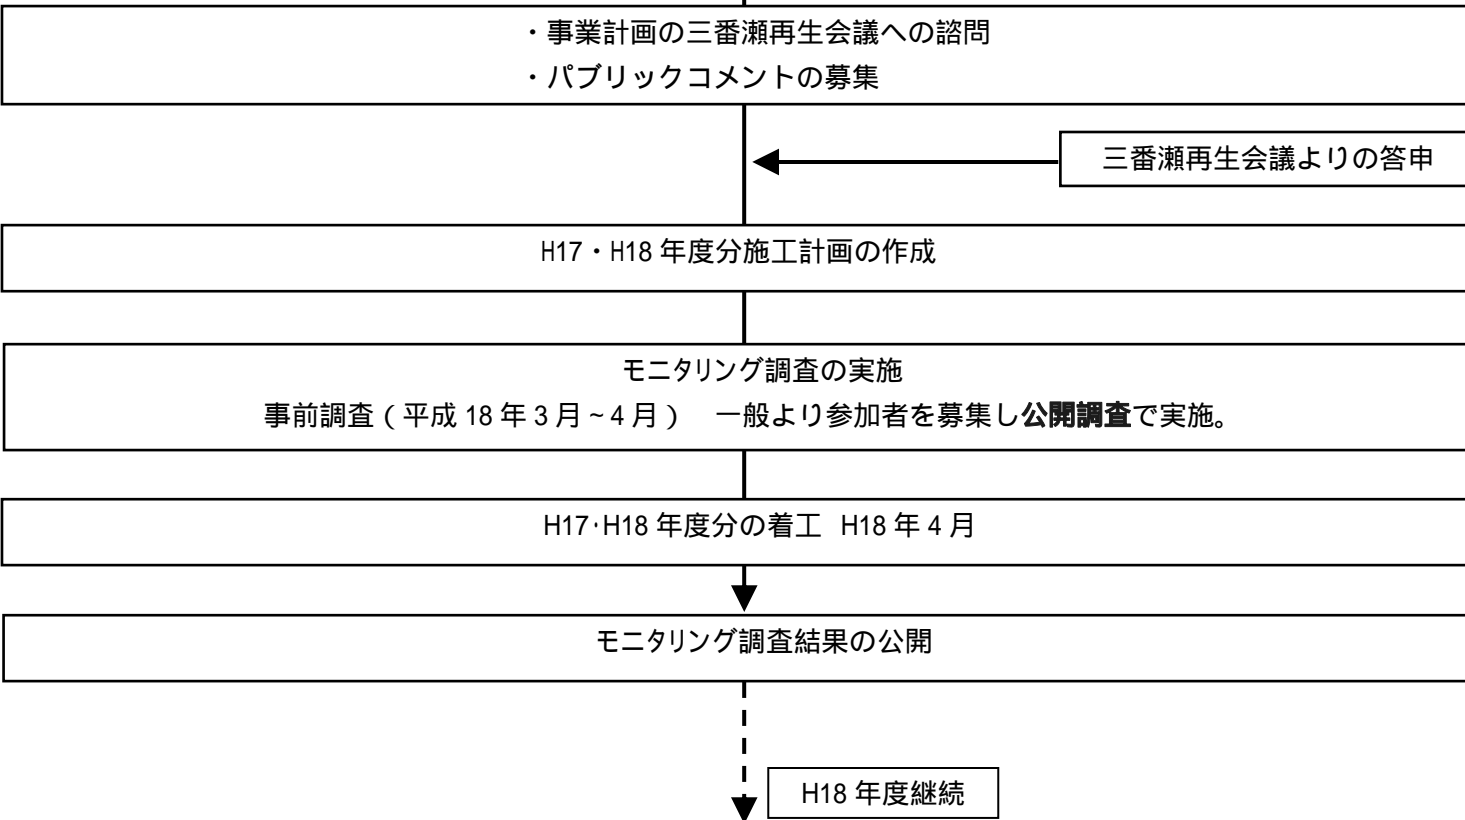 ・事業計画の三番瀬再生会議への諮問
・パブリックコメントの募集
三番瀬再生会議よりの答申
H17・H18 年度分施工計画の作成
モニタリング調査の実施
事前調査（平成 18 年 3 月~4 月）　一般より参加者を募集し公開調査で実施。
H17･H18 年度分の着工 H18 年 4 月
モニタリング調査結果の公開
H18 年度継続